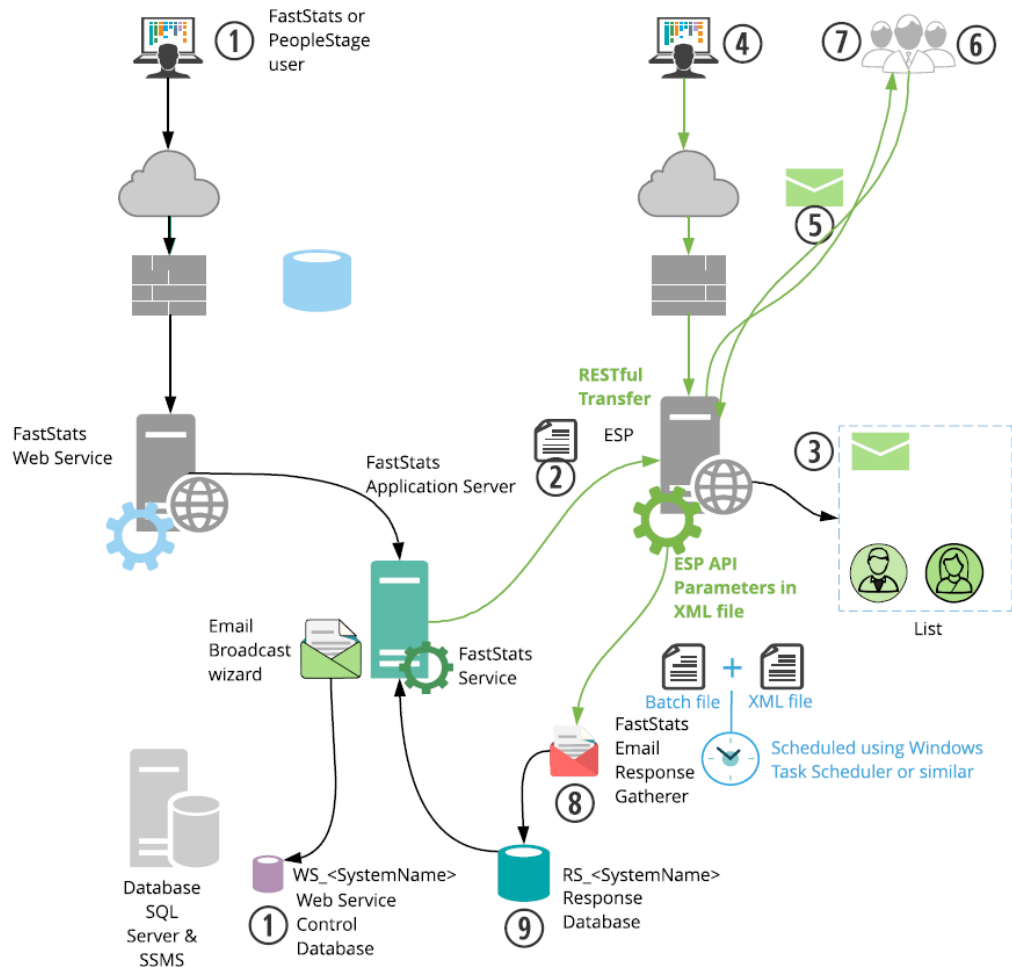 1
FastStats or
PeopleStage
user
4
7
6
5
RESTful
Transfer
ESP
2
3
FastStats
Web Service
FastStats
Application Server
ESP API
Parameters in
XML file
List
Email
Broadcast
wizard
FastStats
Service
Batch file
+
XML file
FastStats
Email
Response
Gatherer
8
Scheduled using Windows
Task Scheduler or similar
Database
SQL
Server &
SSMS
1
WS_<SystemName>
Web Service
Control
Database
9
RS_<SystemName>
Response
Database